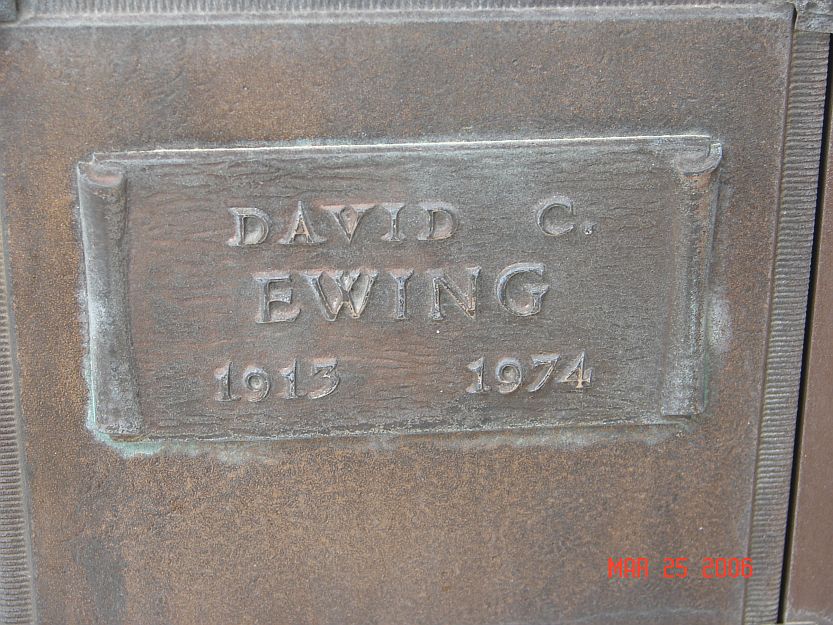 DAVID C.
EWING
1913 1974
MAR 25 2006